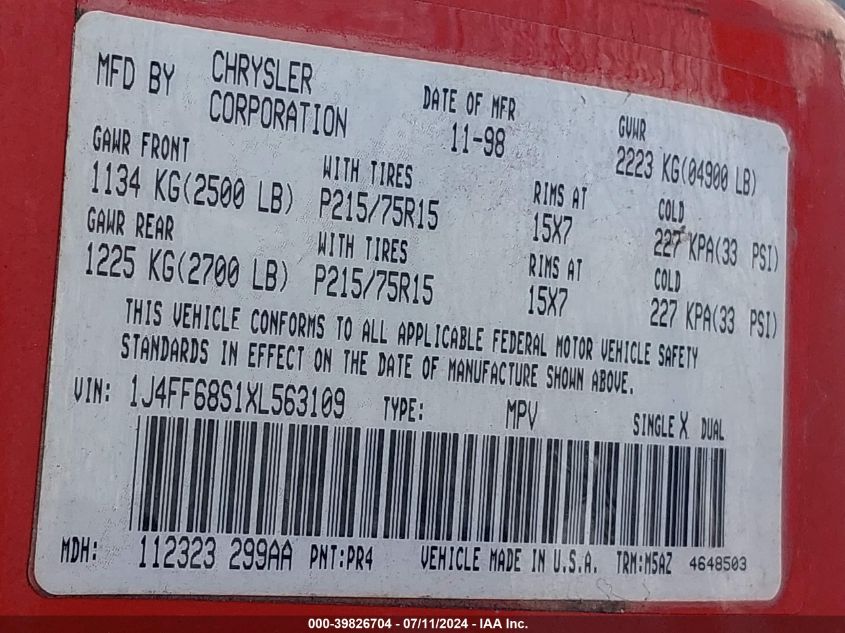 MFD BY CHRYSLER CORPORATION DATE OF MFR 11-98 GVWR 2223 KG(04900 LB)
GAWR FRONT WITH TIRES RIMS AT COLD
1134 KG(2500 LB) P215/75R15 15X7 227 KPA(33 PSI)
GAWR REAR WITH TIRES RIMS AT COLD
1225 KG(2700 LB) P215/75R15 15X7 227 KPA(33 PSI)
THIS VEHICLE CONFORMS TO ALL APPLICABLE FEDERAL MOTOR VEHICLE SAFETY
STANDARDS IN EFFECT ON THE DATE OF MANUFACTURE SHOWN ABOVE.
VIN: 1J4FF68S1XL563109 TYPE: MPV SINGLE X DUAL
MDH: 112323 299AA PNT:PR4 VEHICLE MADE IN U.S.A. TRM:M5AZ 4648503
000-39826704 - 07/11/2024 - IAA Inc.